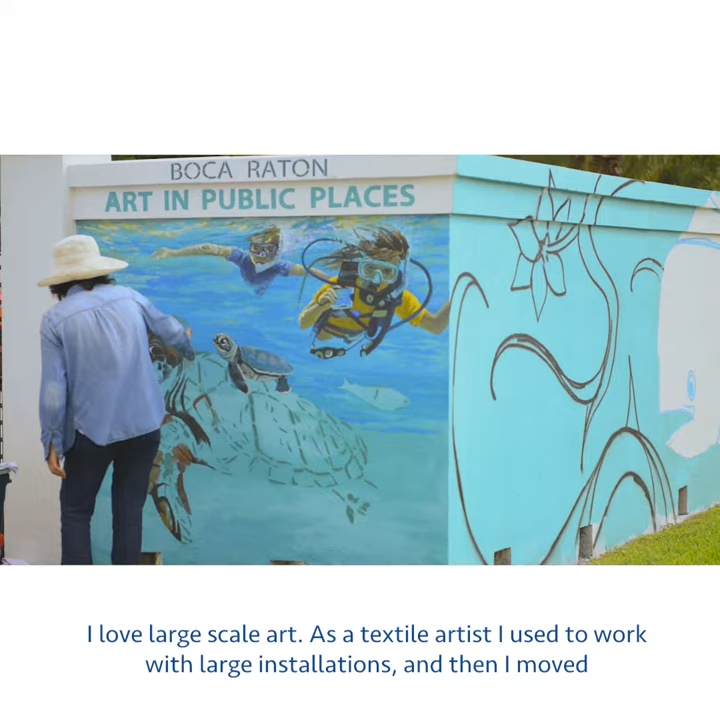 BOCA RATON
ART IN PUBLIC PLACES
I love large scale art. As a textile artist I used to work
with large installations, and then I moved